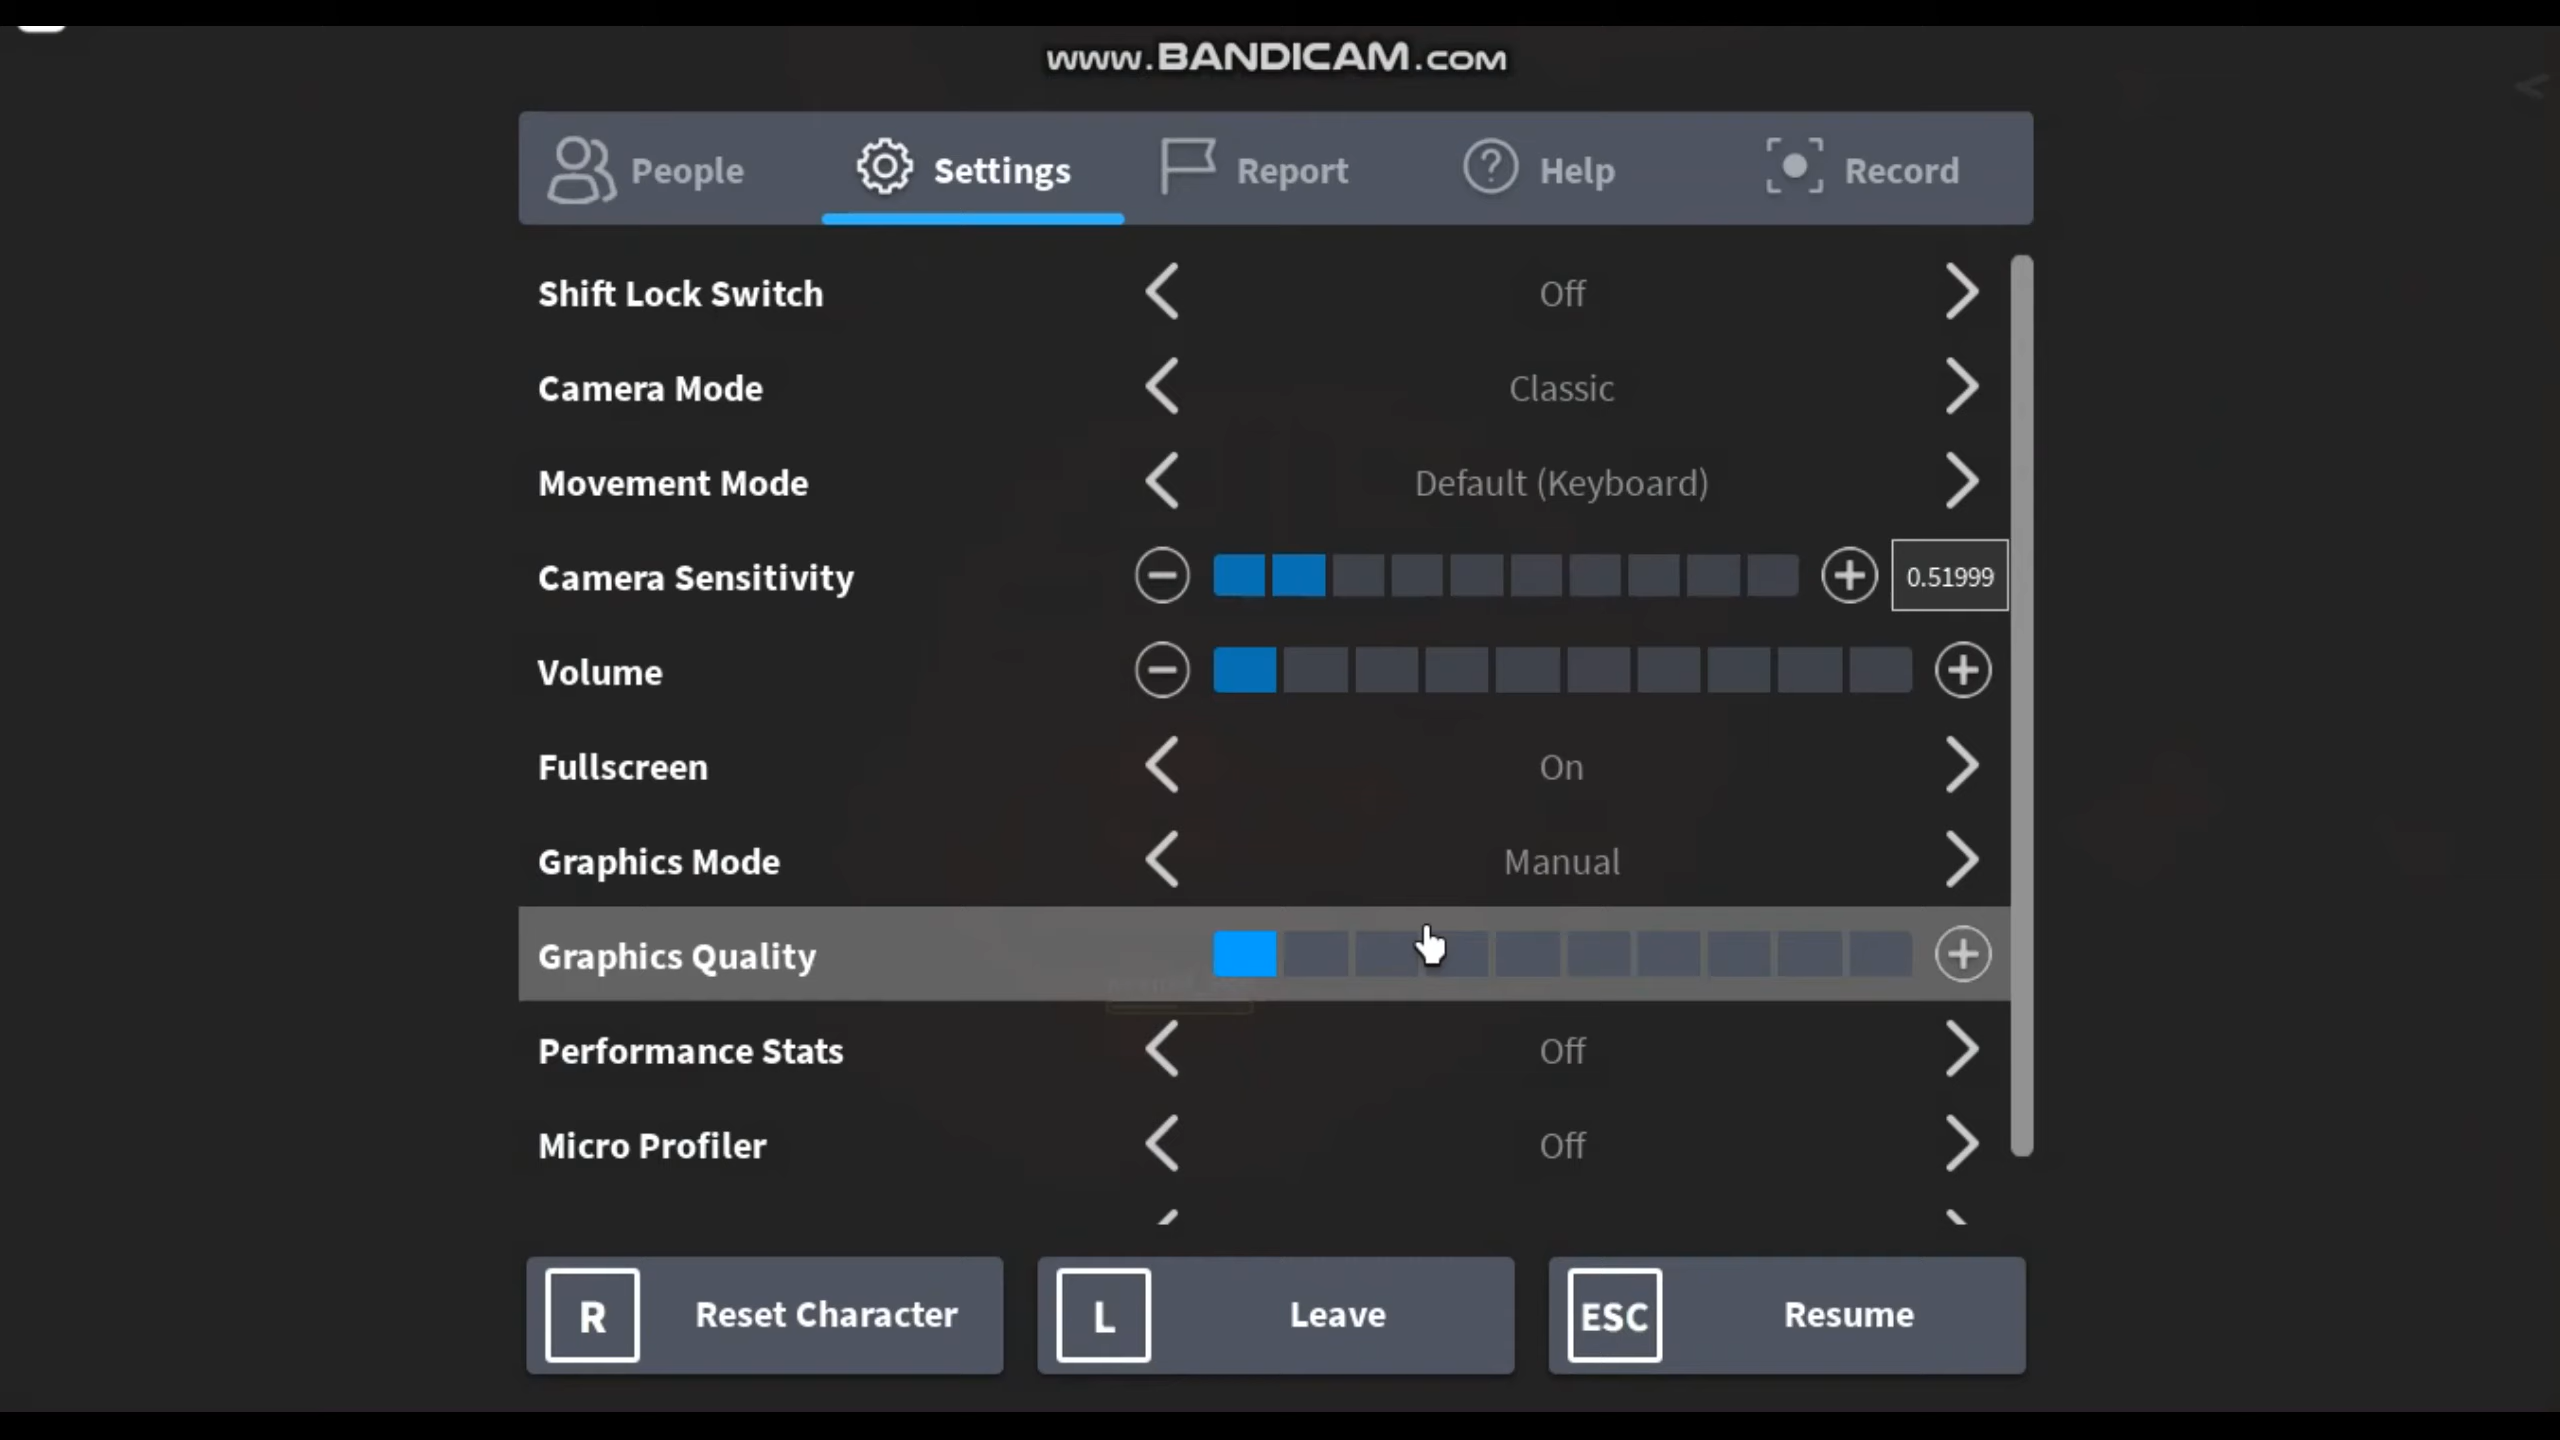 www.BANDICAM.com
People Settings Report Help Record
Shift Lock Switch Off
Camera Mode Classic
Movement Mode Default (Keyboard)
Camera Sensitivity 0.51999
Volume
Fullscreen On
Graphics Mode Manual
Graphics Quality
Performance Stats Off
Micro Profiler Off
R Reset Character L Leave ESC Resume